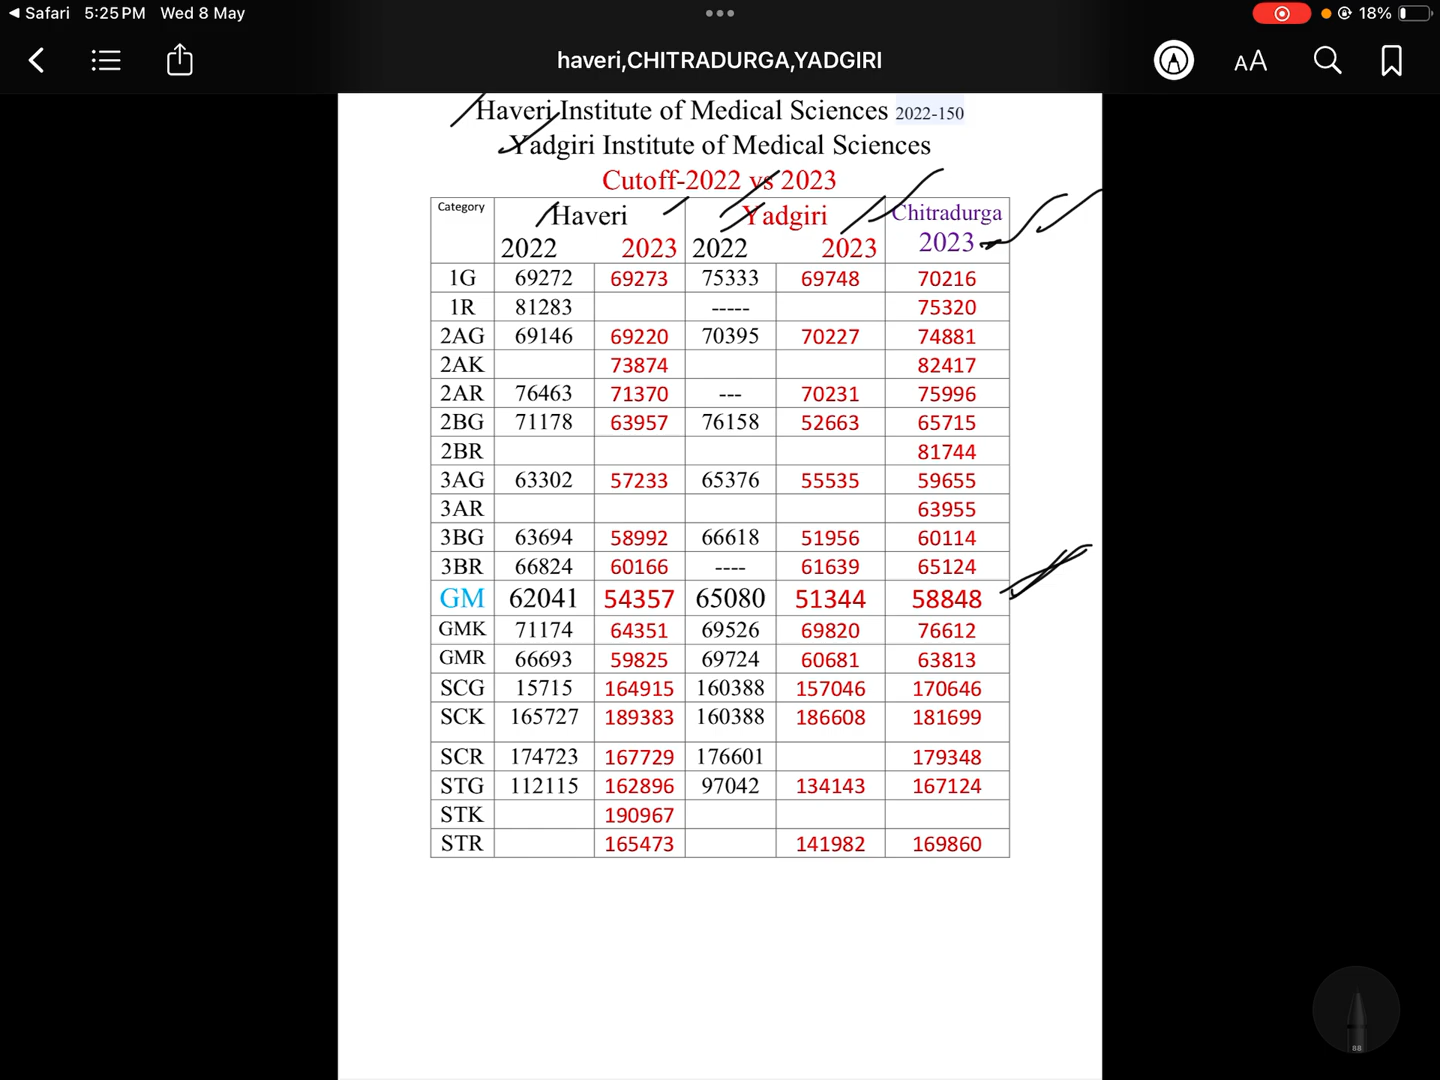 Safari 5:25 PM Wed 8 May 18%
haveri,CHITRADURGA,YADGIRI AA
Haveri Institute of Medical Sciences 2022-150
Yadgiri Institute of Medical Sciences
Cutoff-2022 vs 2023
Category Haveri Yadgiri Chitradurga
2022 2023 2022 2023 2023
1G 69272 69273 75333 69748 70216
1R 81283 ----- 75320
2AG 69146 69220 70395 70227 74881
2AK 73874 82417
2AR 76463 71370 --- 70231 75996
2BG 71178 63957 76158 52663 65715
2BR 81744
3AG 63302 57233 65376 55535 59655
3AR 63955
3BG 63694 58992 66618 51956 60114
3BR 66824 60166 ---- 61639 65124
GM 62041 54357 65080 51344 58848
GMK 71174 64351 69526 69820 76612
GMR 66693 59825 69724 60681 63813
SCG 15715 164915 160388 157046 170646
SCK 165727 189383 160388 186608 181699
SCR 174723 167729 176601 179348
STG 112115 162896 97042 134143 167124
STK 190967
STR 165473 141982 169860
88